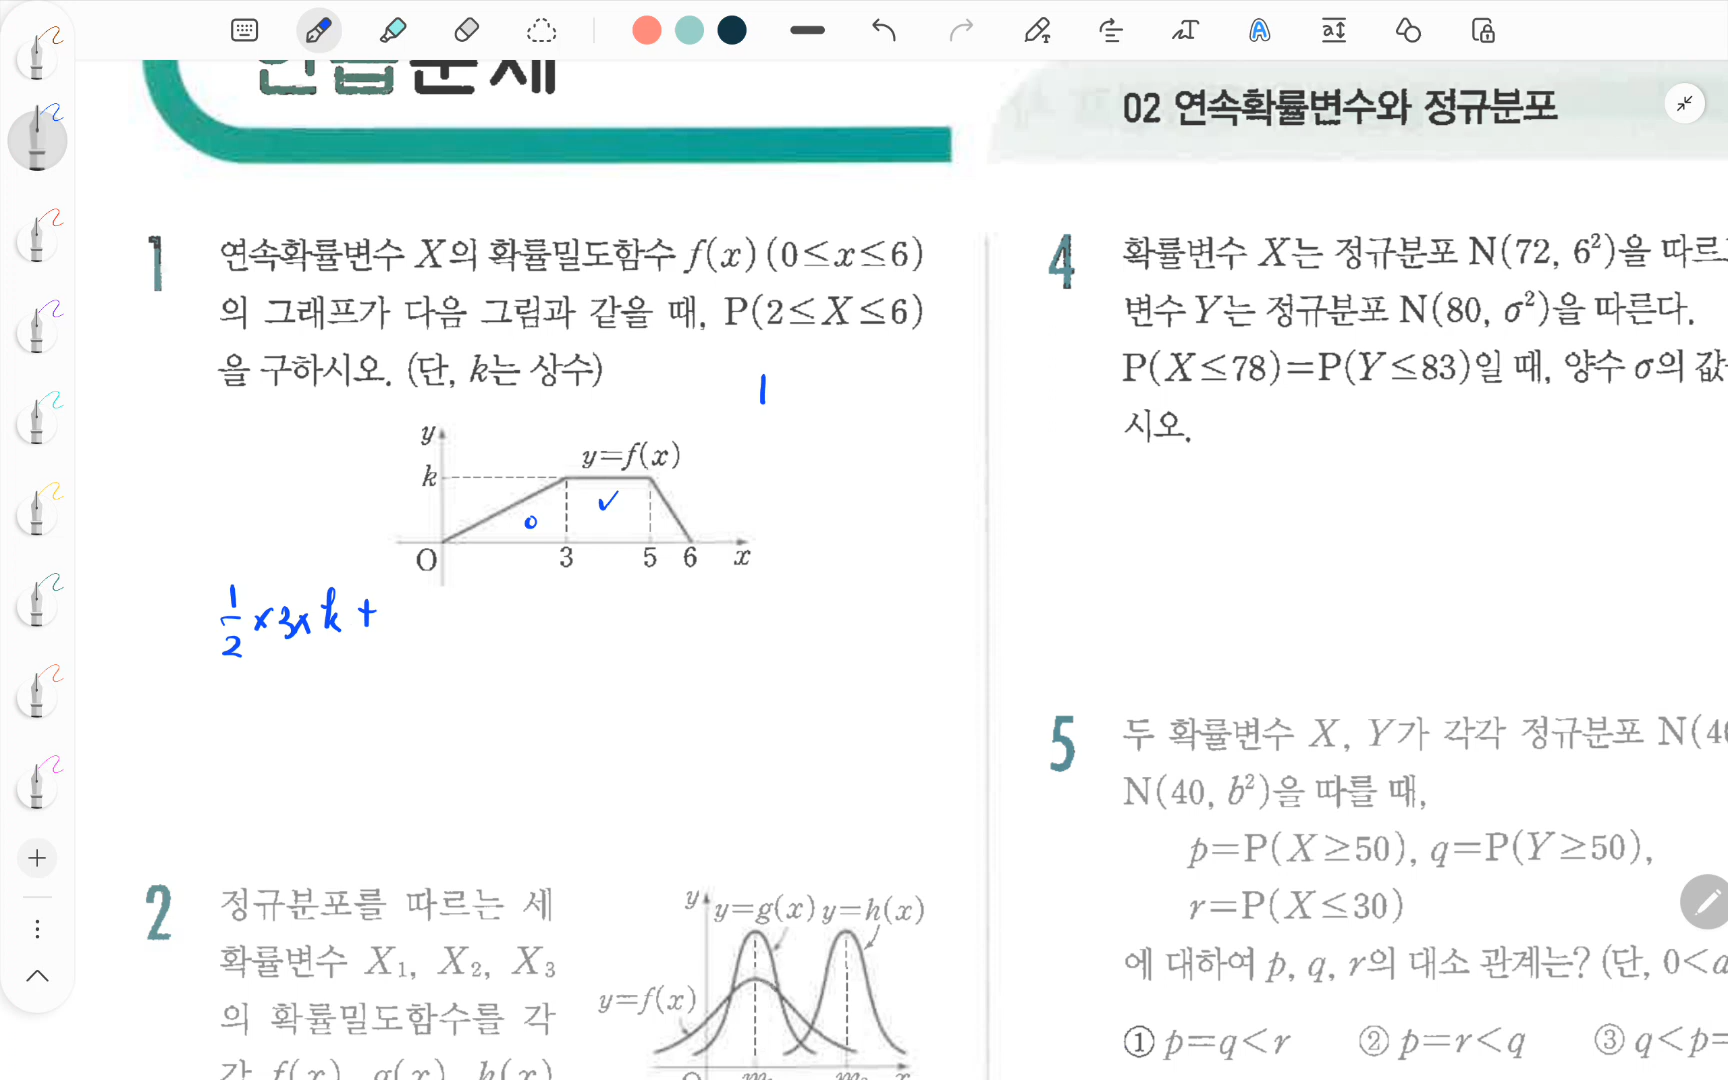 연습문제
02 연속확률변수와 정규분포
1
연속확률변수 X의 확률밀도함수 f(x) (0≤x≤6)
의 그래프가 다음 그림과 같을 때, P(2≤X≤6)
을 구하시오. (단, k는 상수)
1
y
k
y=f(x)
O 3 5 6 x
1/2 × 3 × k +
2
정규분포를 따르는 세
확률변수 X₁, X₂, X₃
의 확률밀도함수를 각
각 f(x), g(x), h(x)
y
y=g(x) y=h(x)
y=f(x)
4
확률변수 X는 정규분포 N(72, 6²)을 따르
변수 Y는 정규분포 N(80, σ²)을 따른다.
P(X≤78)=P(Y≤83)일 때, 양수 σ의 값
시오.
5
두 확률변수 X, Y가 각각 정규분포 N(4
N(40, b²)을 따를 때,
p=P(X≥50), q=P(Y≥50),
r=P(X≤30)
에 대하여 p, q, r의 대소 관계는? (단, 0<a
① p=q<r ② p=r<q ③ q<p=